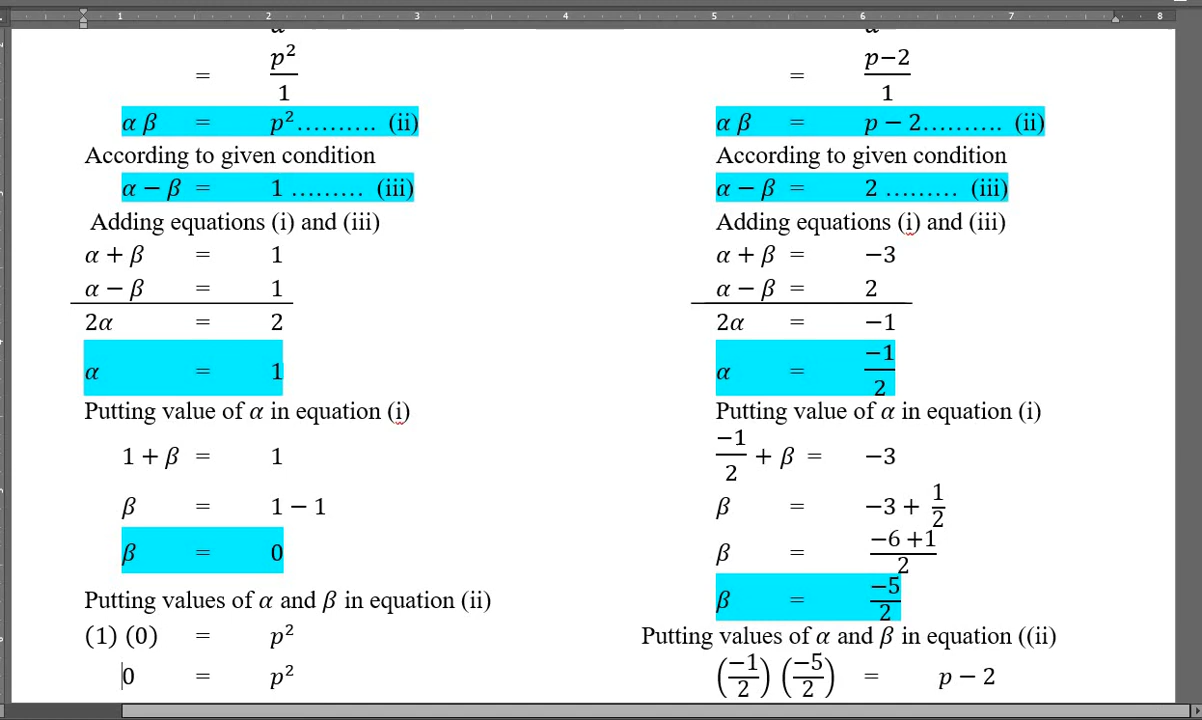 1 2 3 4 5 6 7 8
α
= p²/1
α β = p².......... (ii)
According to given condition
α − β = 1 ......... (iii)
Adding equations (i) and (iii)
α + β = 1
α − β = 1
2α = 2
α = 1
Putting value of α in equation (i)
1 + β = 1
β = 1 − 1
β = 0
Putting values of α and β in equation (ii)
(1) (0) = p²
0 = p²
α
= p−2/1
α β = p − 2.......... (ii)
According to given condition
α − β = 2 ......... (iii)
Adding equations (i) and (iii)
α + β = −3
α − β = 2
2α = −1
α = −1/2
Putting value of α in equation (i)
−1/2 + β = −3
β = −3 + 1/2
β = −6 +1/2
β = −5/2
Putting values of α and β in equation ((ii)
(−1/2) (−5/2) = p − 2